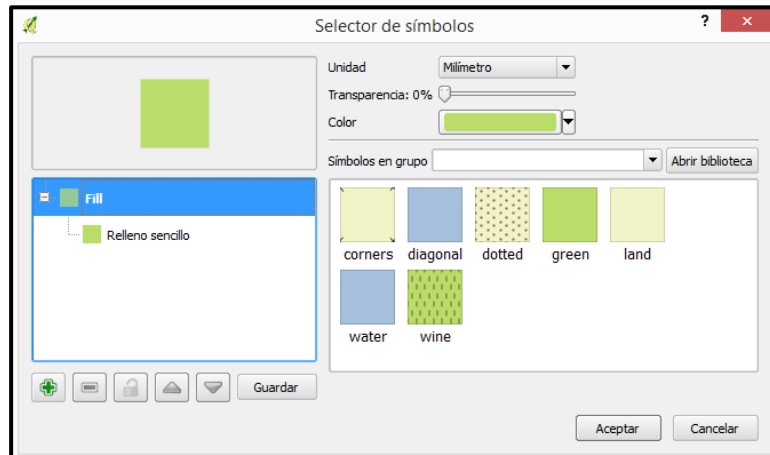 Selector de símbolos
?
Unidad
Milímetro
Transparencia: 0%
Color
Símbolos en grupo
Abrir biblioteca
Fill
Relleno sencillo
corners diagonal dotted green land
water wine
Guardar
Aceptar
Cancelar